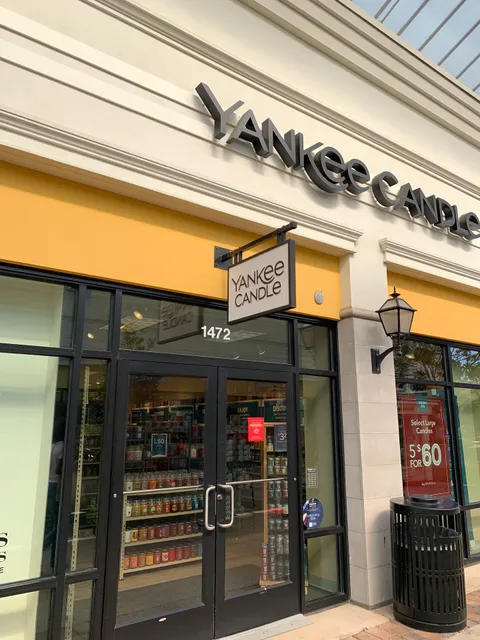 YANKEE CANDLE
YANKEE
CANDLE
1472
Select Large
Candles
5 FOR $60